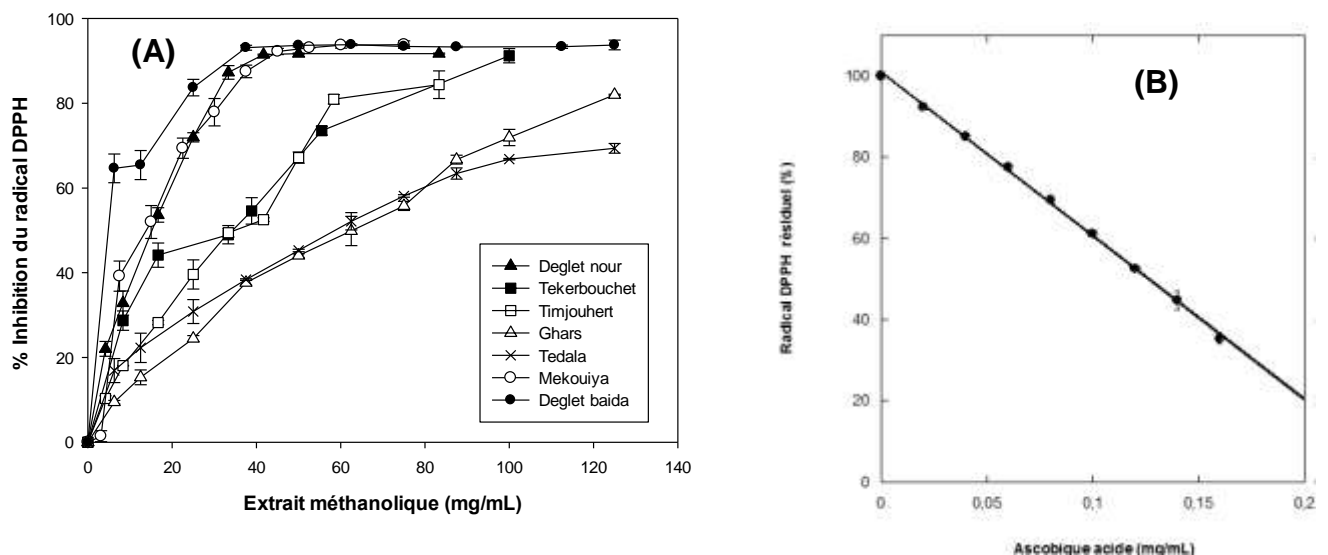 (A)
% Inhibition du radical DPPH
100
80
60
40
20
0
0 20 40 60 80 100 120 140
Extrait méthanolique (mg/mL)
Deglet nour
Tekerbouchet
Timjouhert
Ghars
Tedala
Mekouiya
Deglet baida
(B)
Radical DPPH résiduel (%)
100
80
60
40
20
0
0 0,05 0,1 0,15 0,2
Ascobique acide (mg/mL)